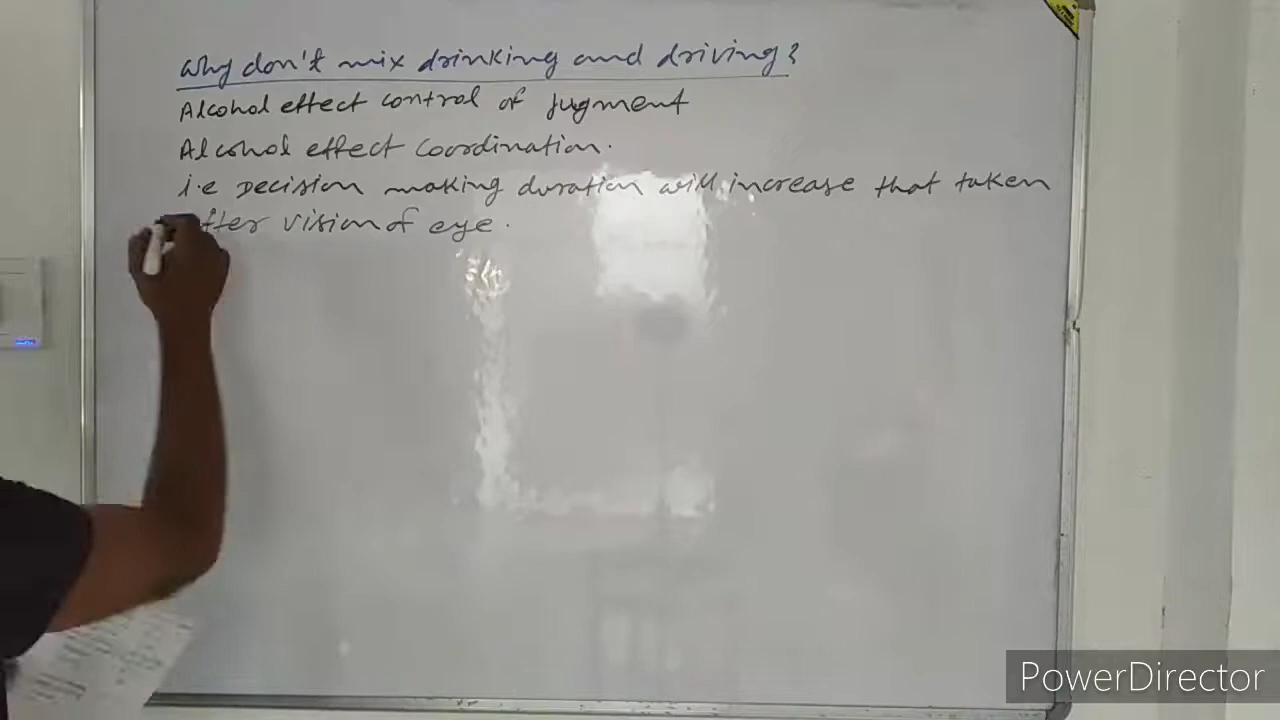 Why don't mix drinking and driving?
Alcohol effect control of jugment
Alcohol effect coordination.
i.e Decision making duration will increase that taken
after vision of eye.
PowerDirector